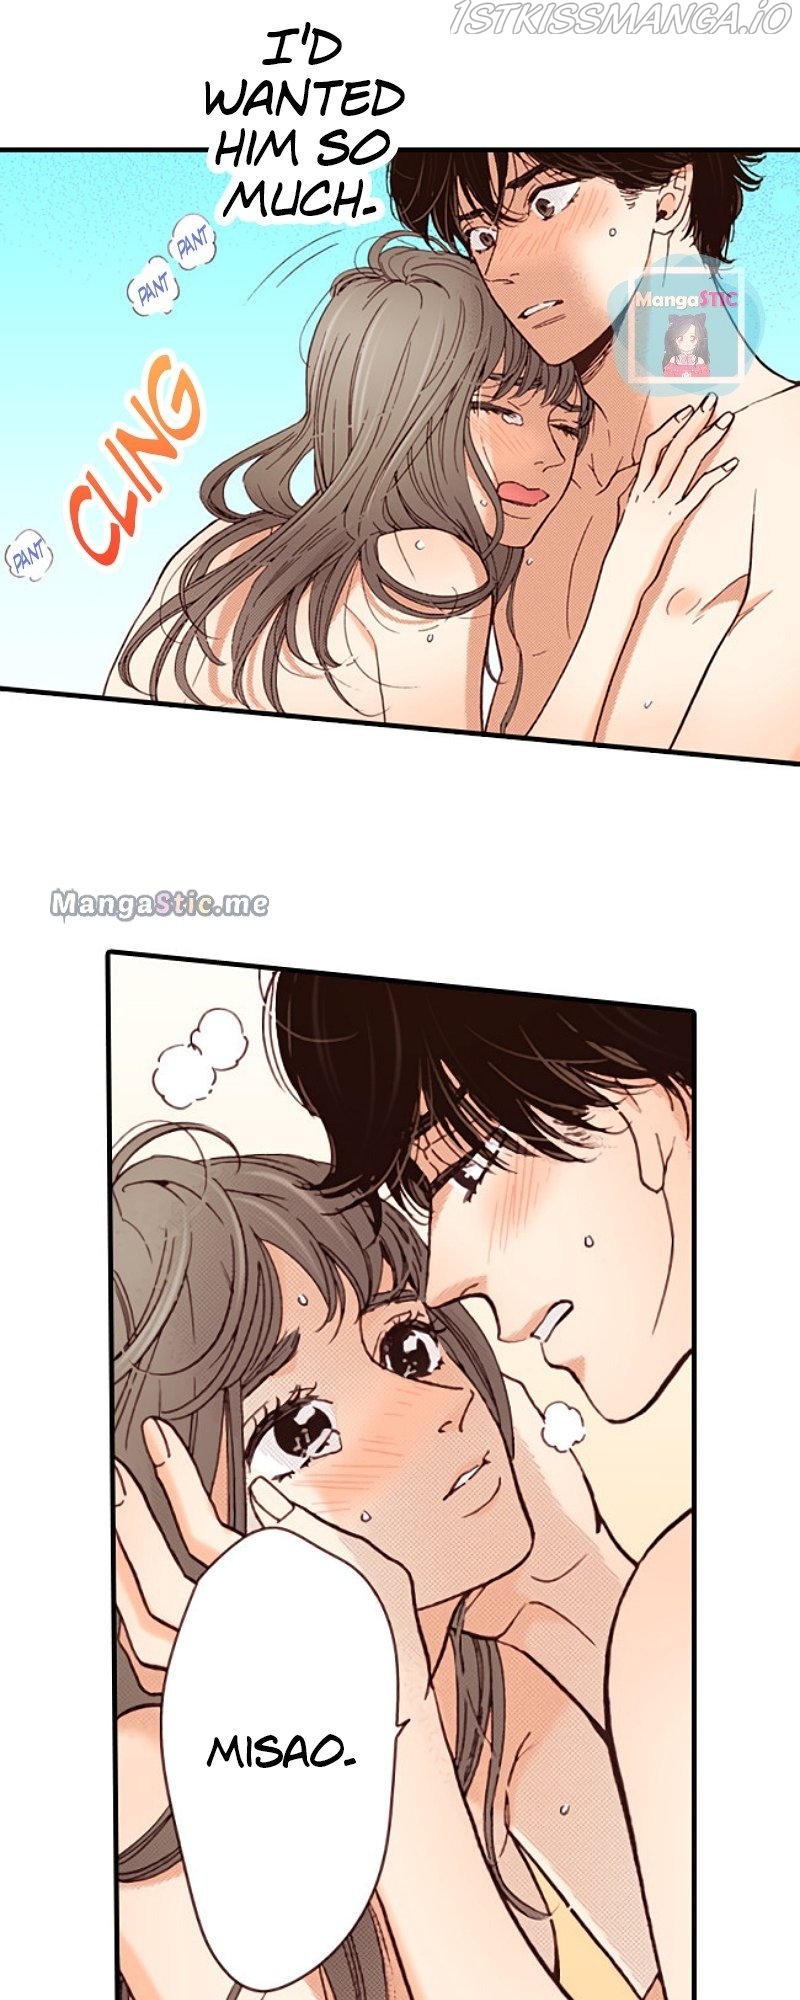 1STKISSMANGA.IO
I'D
WANTED
HIM SO
MUCH.
PANT
PANT
MangaSTIC
CLING
PANT
MangaStic.me
MISAO.